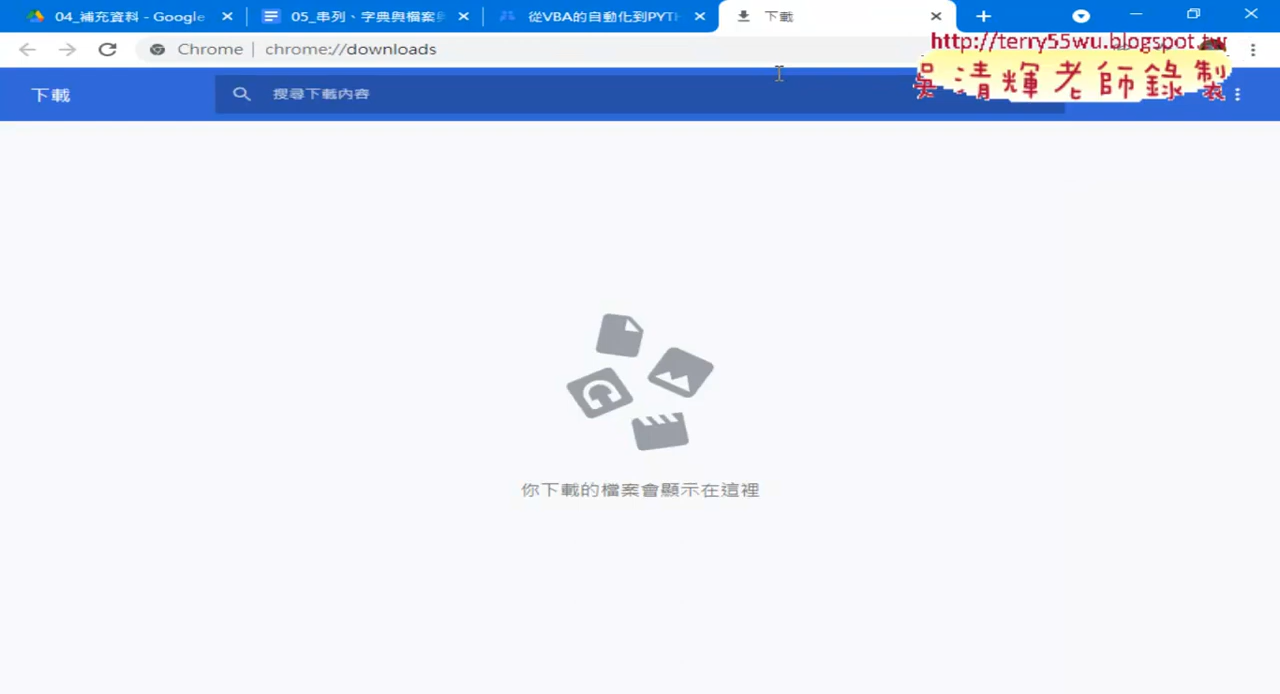 04_補充資料 - Google
05_串列、字典與檔案
從VBA的自動化到PYTH
下載
Chrome | chrome://downloads
http://terry55wu.blogspot.tw
吳清輝老師錄製
下載
搜尋下載內容
你下載的檔案會顯示在這裡